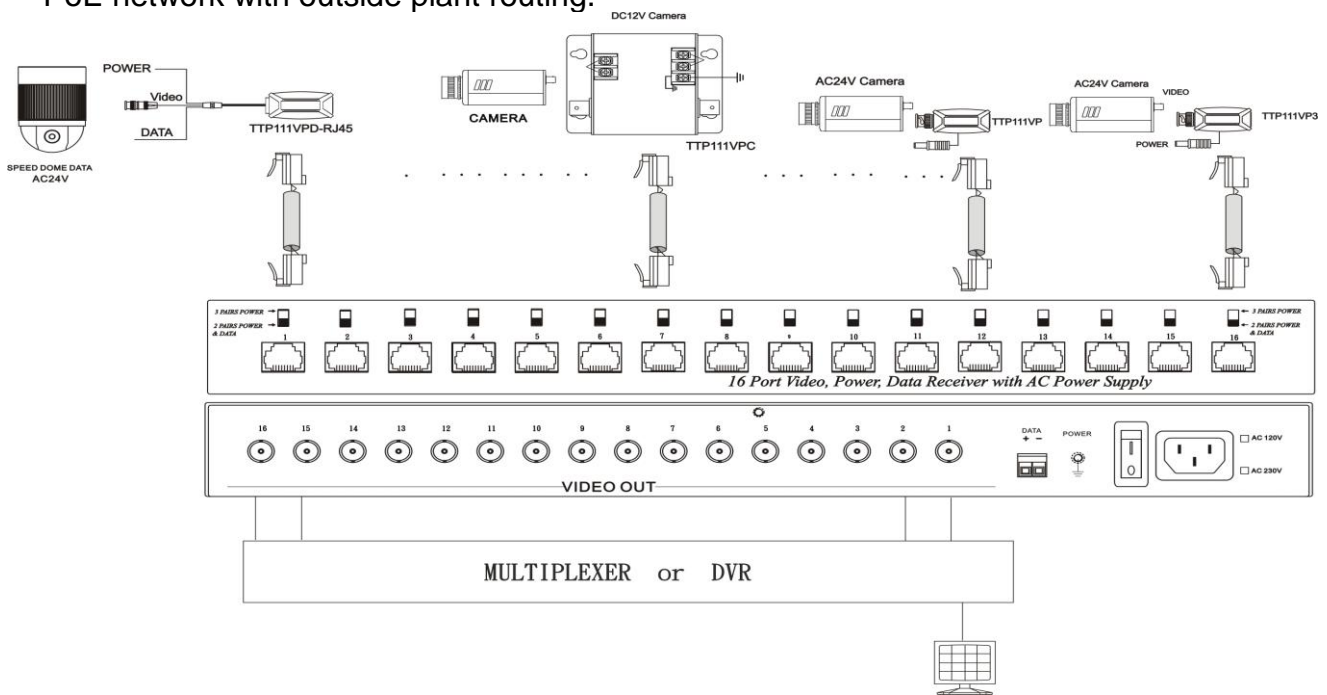 PoE network with outside plant routing.
DC12V Camera
POWER
Video
DATA
TTP111VPD-RJ45
SPEED DOME DATA
AC24V
CAMERA
TTP111VPC
AC24V Camera
TTP111VP
AC24V Camera
VIDEO
TTP111VP3
POWER
3 PAIRS POWER
2 PAIRS POWER
& DATA
3 PAIRS POWER
2 PAIRS POWER
& DATA
1 2 3 4 5 6 7 8 9 10 11 12 13 14 15 16
16 Port Video, Power, Data Receiver with AC Power Supply
16 15 14 13 12 11 10 9 8 7 6 5 4 3 2 1
VIDEO OUT
DATA
+ −
POWER
AC 120V
AC 230V
MULTIPLEXER or DVR